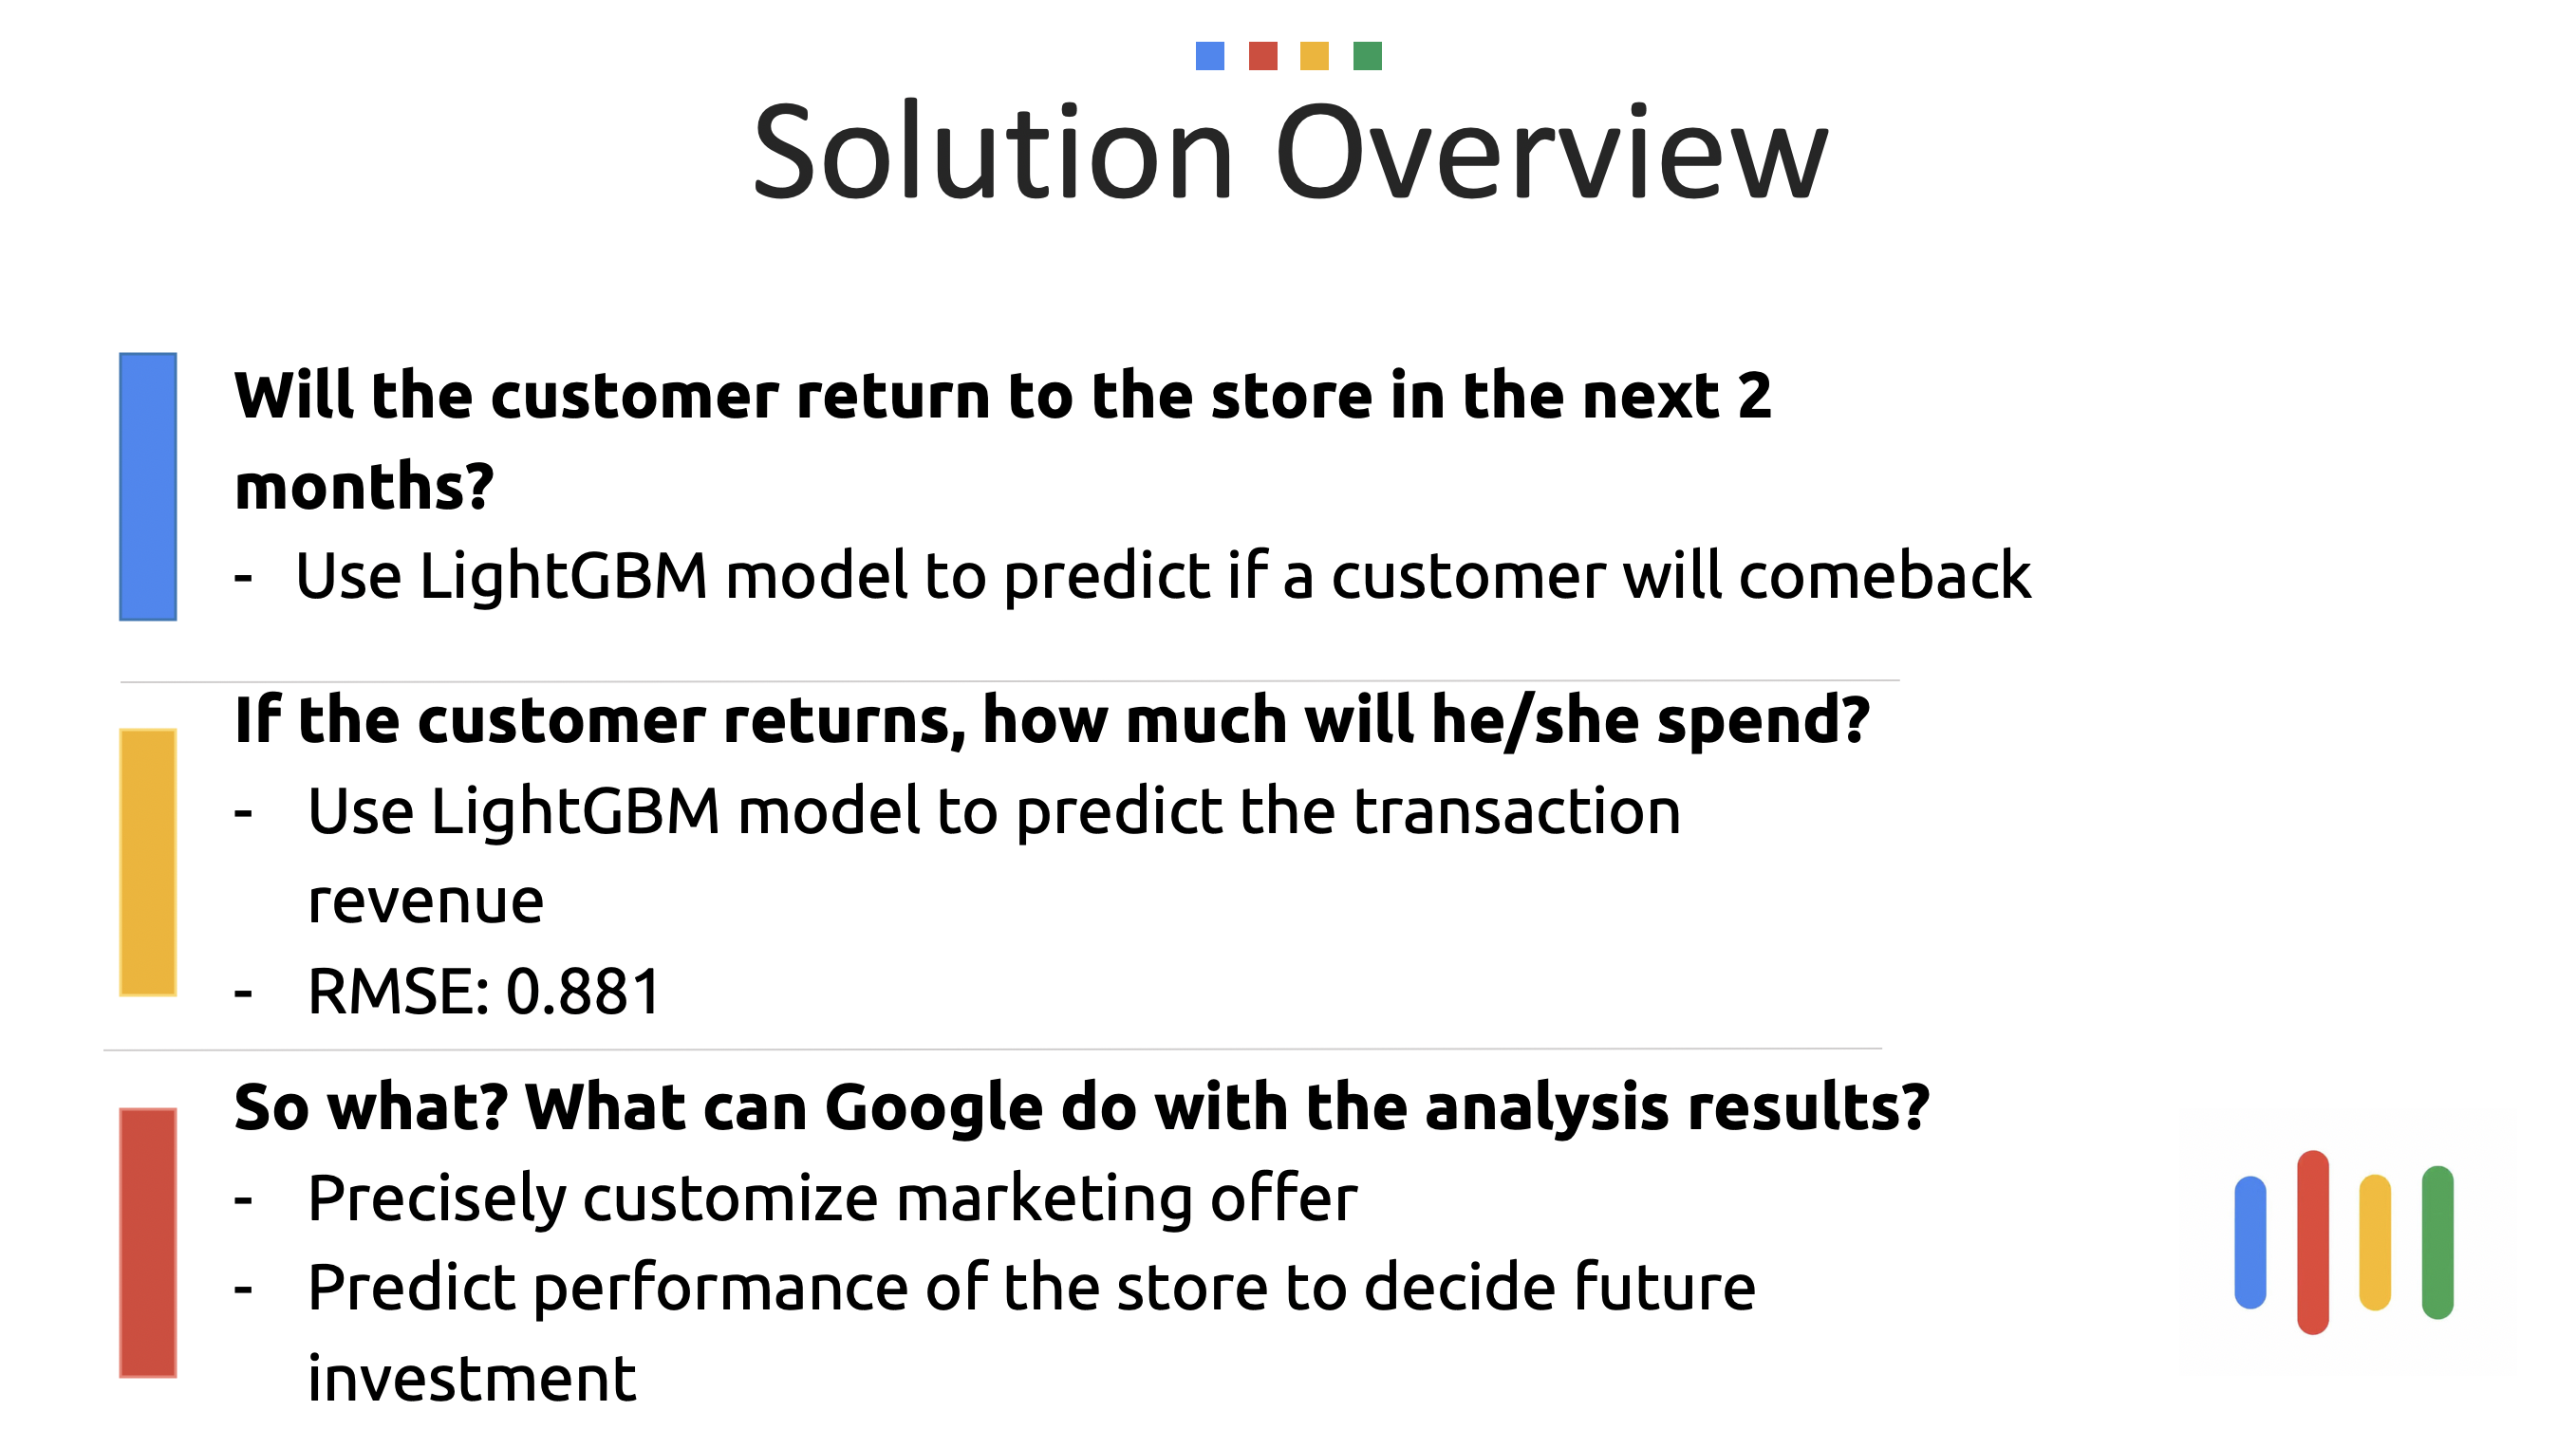 Solution Overview
Will the customer return to the store in the next 2
months?
- Use LightGBM model to predict if a customer will comeback
If the customer returns, how much will he/she spend?
- Use LightGBM model to predict the transaction
revenue
- RMSE: 0.881
So what? What can Google do with the analysis results?
- Precisely customize marketing offer
- Predict performance of the store to decide future
investment